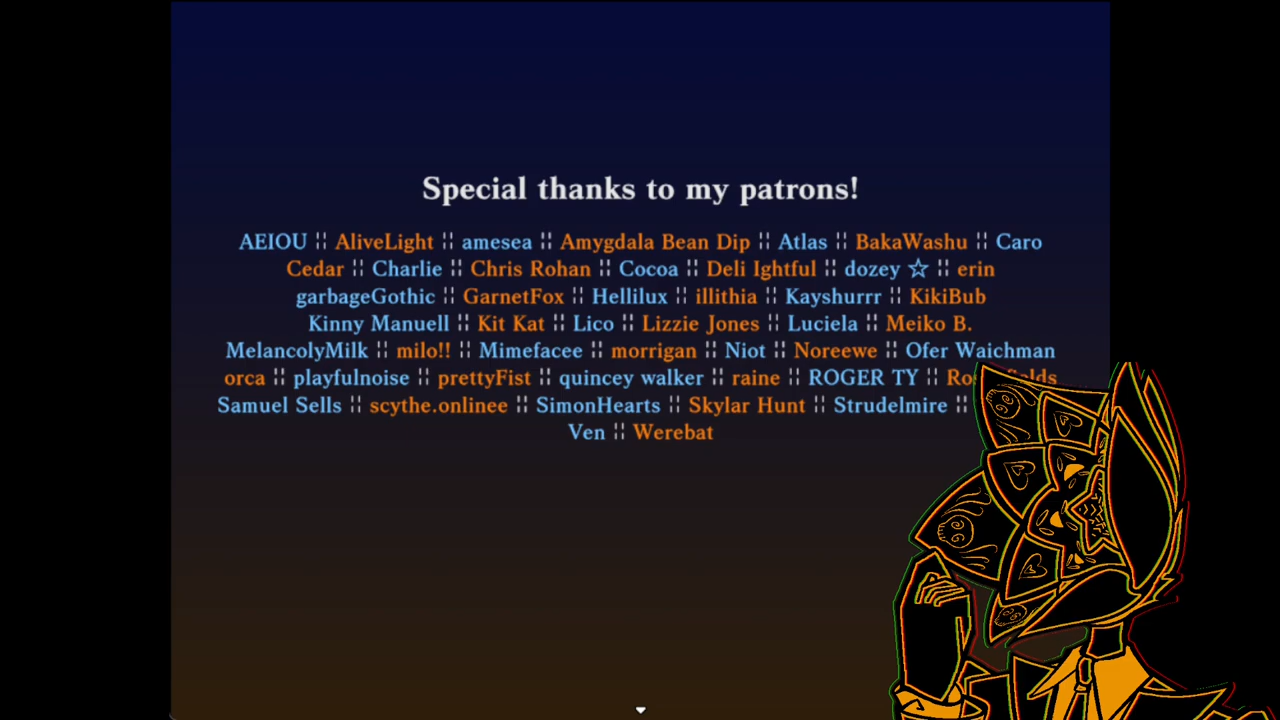 Special thanks to my patrons!
AEIOU ¦¦ AliveLight ¦¦ amesea ¦¦ Amygdala Bean Dip ¦¦ Atlas ¦¦ BakaWashu ¦¦ Caro
Cedar ¦¦ Charlie ¦¦ Chris Rohan ¦¦ Cocoa ¦¦ Deli Ightful ¦¦ dozey ☆ ¦¦ erin
garbageGothic ¦¦ GarnetFox ¦¦ Hellilux ¦¦ illithia ¦¦ Kayshurrr ¦¦ KikiBub
Kinny Manuell ¦¦ Kit Kat ¦¦ Lico ¦¦ Lizzie Jones ¦¦ Luciela ¦¦ Meiko B.
MelancolyMilk ¦¦ milo!! ¦¦ Mimefacee ¦¦ morrigan ¦¦ Niot ¦¦ Noreewe ¦¦ Ofer Waichman
orca ¦¦ playfulnoise ¦¦ prettyFist ¦¦ quincey walker ¦¦ raine ¦¦ ROGER TY ¦¦
Samuel Sells ¦¦ scythe.onlinee ¦¦ SimonHearts ¦¦ Skylar Hunt ¦¦ Strudelmire ¦¦
Ven ¦¦ Werebat